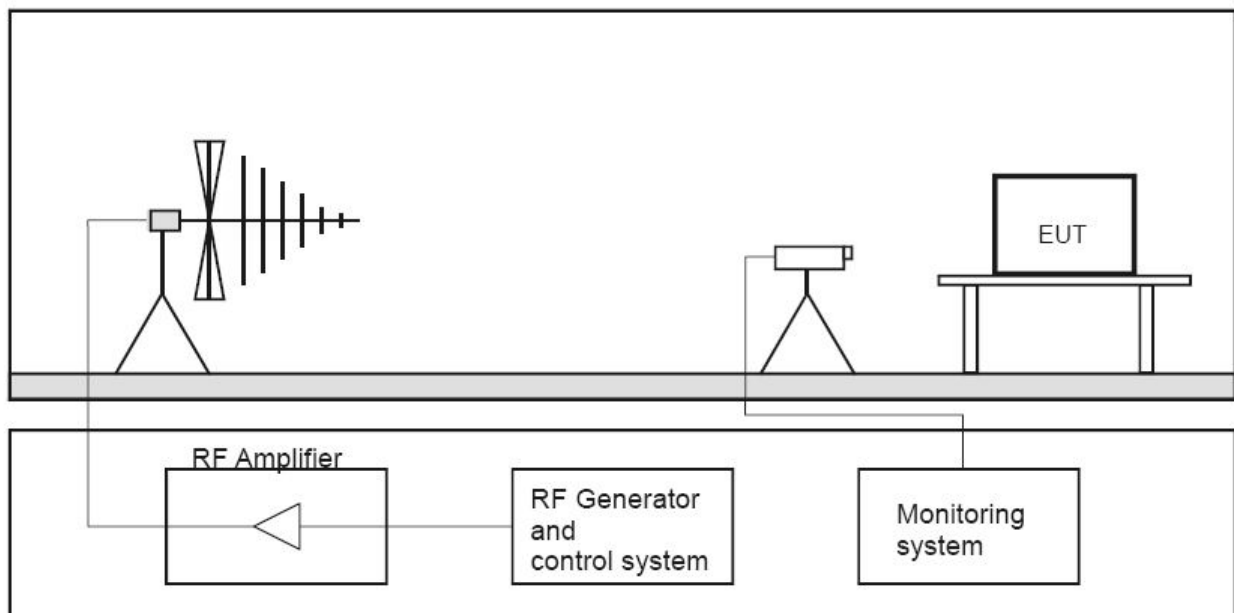 EUT
RF Amplifier
RF Generator
and
control system
Monitoring
system